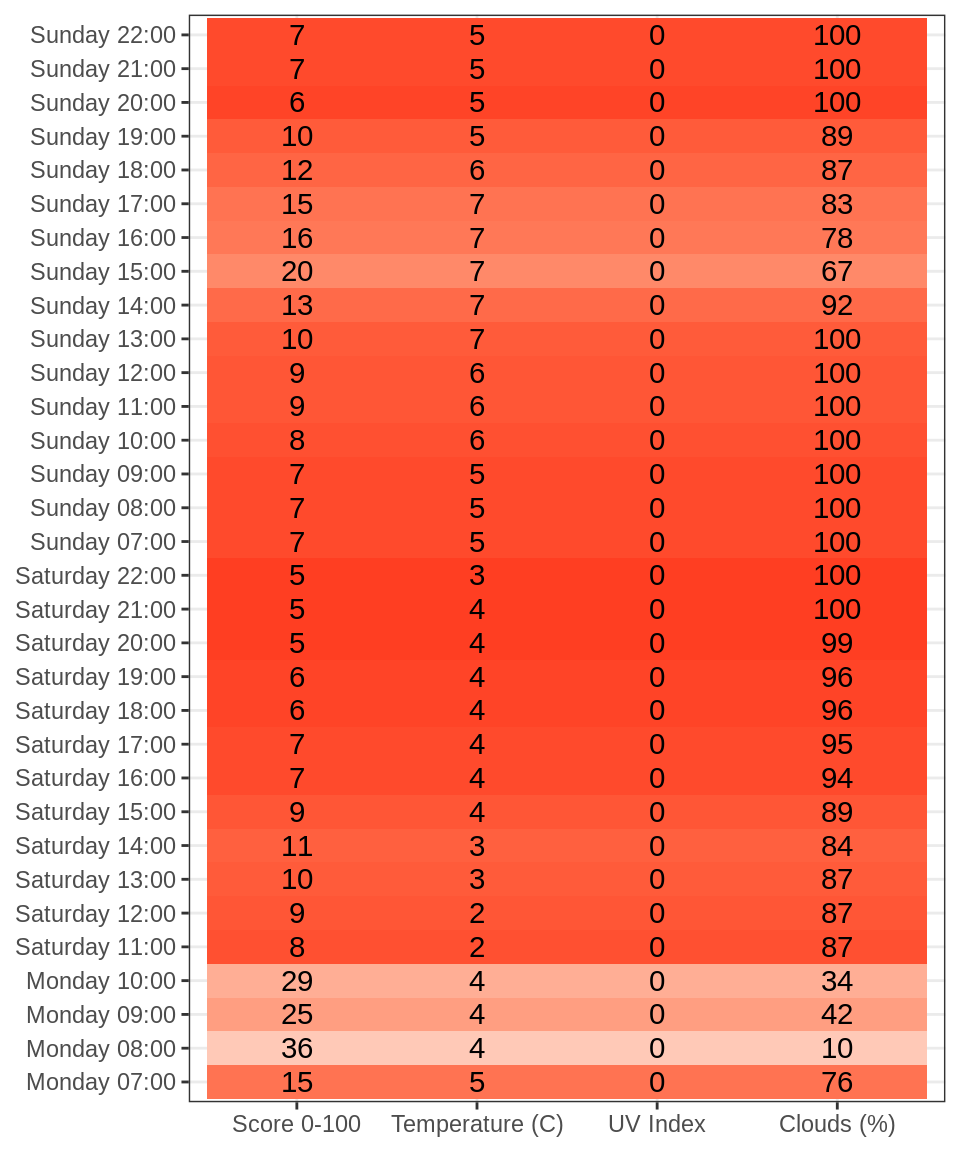 Sunday 22:00 7 5 0 100
Sunday 21:00 7 5 0 100
Sunday 20:00 6 5 0 100
Sunday 19:00 10 5 0 89
Sunday 18:00 12 6 0 87
Sunday 17:00 15 7 0 83
Sunday 16:00 16 7 0 78
Sunday 15:00 20 7 0 67
Sunday 14:00 13 7 0 92
Sunday 13:00 10 7 0 100
Sunday 12:00 9 6 0 100
Sunday 11:00 9 6 0 100
Sunday 10:00 8 6 0 100
Sunday 09:00 7 5 0 100
Sunday 08:00 7 5 0 100
Sunday 07:00 7 5 0 100
Saturday 22:00 5 3 0 100
Saturday 21:00 5 4 0 100
Saturday 20:00 5 4 0 99
Saturday 19:00 6 4 0 96
Saturday 18:00 6 4 0 96
Saturday 17:00 7 4 0 95
Saturday 16:00 7 4 0 94
Saturday 15:00 9 4 0 89
Saturday 14:00 11 3 0 84
Saturday 13:00 10 3 0 87
Saturday 12:00 9 2 0 87
Saturday 11:00 8 2 0 87
Monday 10:00 29 4 0 34
Monday 09:00 25 4 0 42
Monday 08:00 36 4 0 10
Monday 07:00 15 5 0 76
Score 0-100 Temperature (C) UV Index Clouds (%)